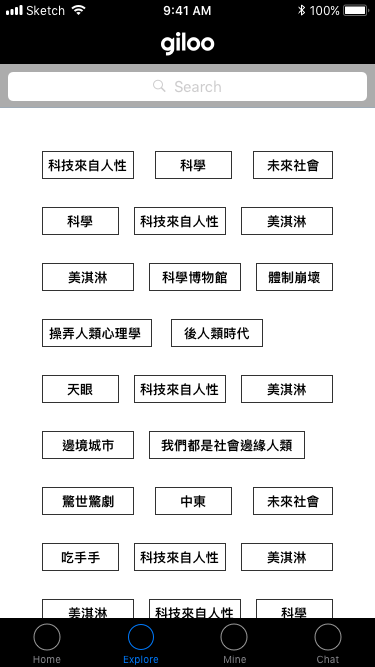 Sketch 9:41 AM 100%
giloo
Search
科技來自人性 科學 未來社會
科學 科技來自人性 美淇淋
美淇淋 科學博物館 體制崩壞
操弄人類心理學 後人類時代
天眼 科技來自人性 美淇淋
邊境城市 我們都是社會邊緣人類
驚世驚劇 中東 未來社會
吃手手 科技來自人性 美淇淋
美淇淋 科技來自人性 科學
Home Explore Mine Chat